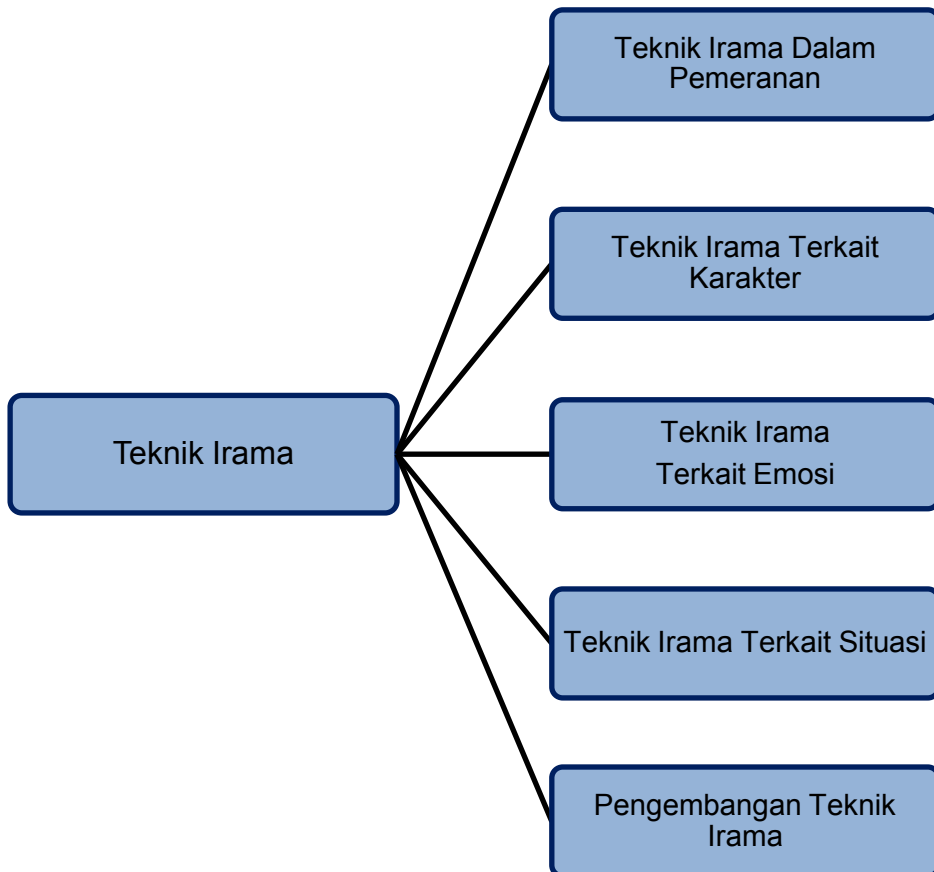 Teknik Irama Dalam
Pemeranan
Teknik Irama Terkait
Karakter
Teknik Irama
Teknik Irama
Terkait Emosi
Teknik Irama Terkait Situasi
Pengembangan Teknik
Irama